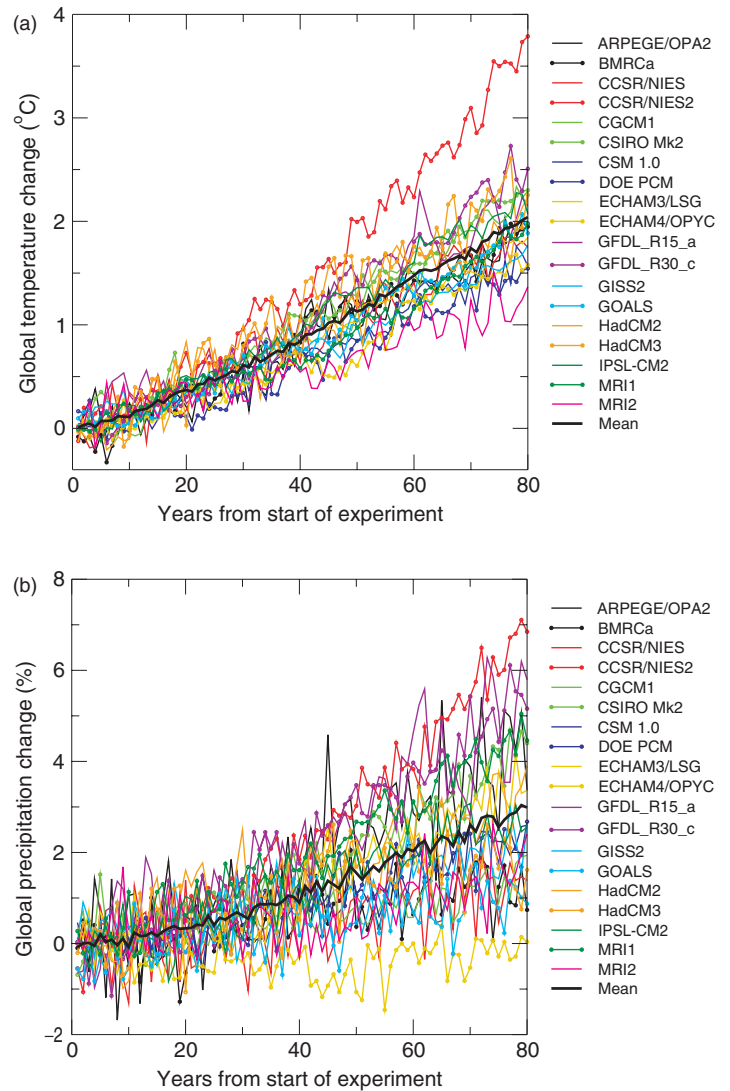 (a)
4
3
2
1
0
Global temperature change (°C)
0
20
40
60
80
Years from start of experiment
ARPEGE/OPA2
BMRCa
CCSR/NIES
CCSR/NIES2
CGCM1
CSIRO Mk2
CSM 1.0
DOE PCM
ECHAM3/LSG
ECHAM4/OPYC
GFDL_R15_a
GFDL_R30_c
GISS2
GOALS
HadCM2
HadCM3
IPSL-CM2
MRI1
MRI2
Mean
(b)
8
6
4
2
0
−2
Global precipitation change (%)
0
20
40
60
80
Years from start of experiment
ARPEGE/OPA2
BMRCa
CCSR/NIES
CCSR/NIES2
CGCM1
CSIRO Mk2
CSM 1.0
DOE PCM
ECHAM3/LSG
ECHAM4/OPYC
GFDL_R15_a
GFDL_R30_c
GISS2
GOALS
HadCM2
HadCM3
IPSL-CM2
MRI1
MRI2
Mean